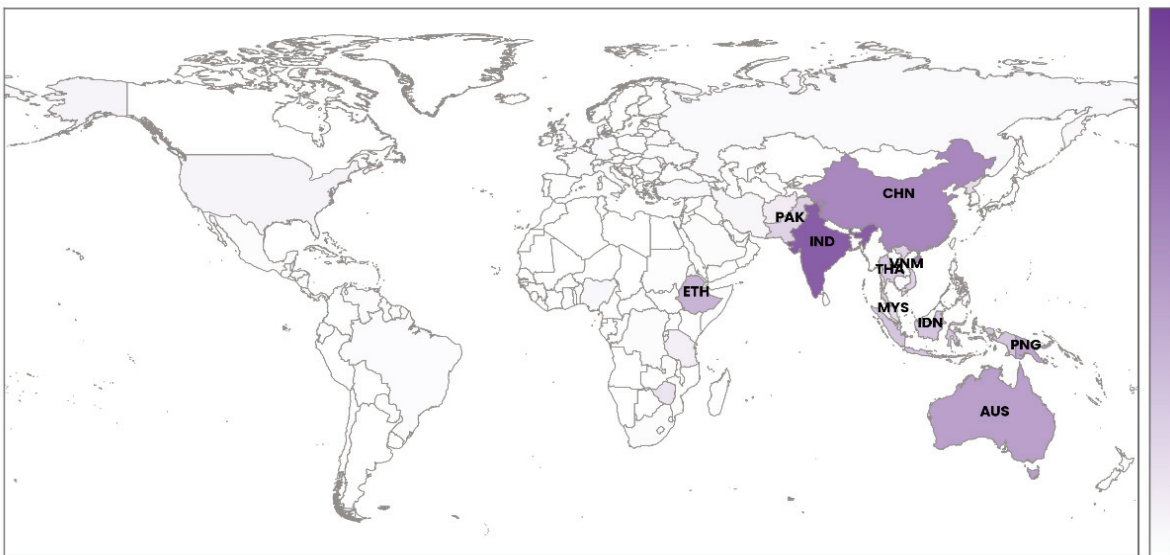 CHN
PAK
IND
VNM
THA
ETH
MYS
IDN
PNG
AUS